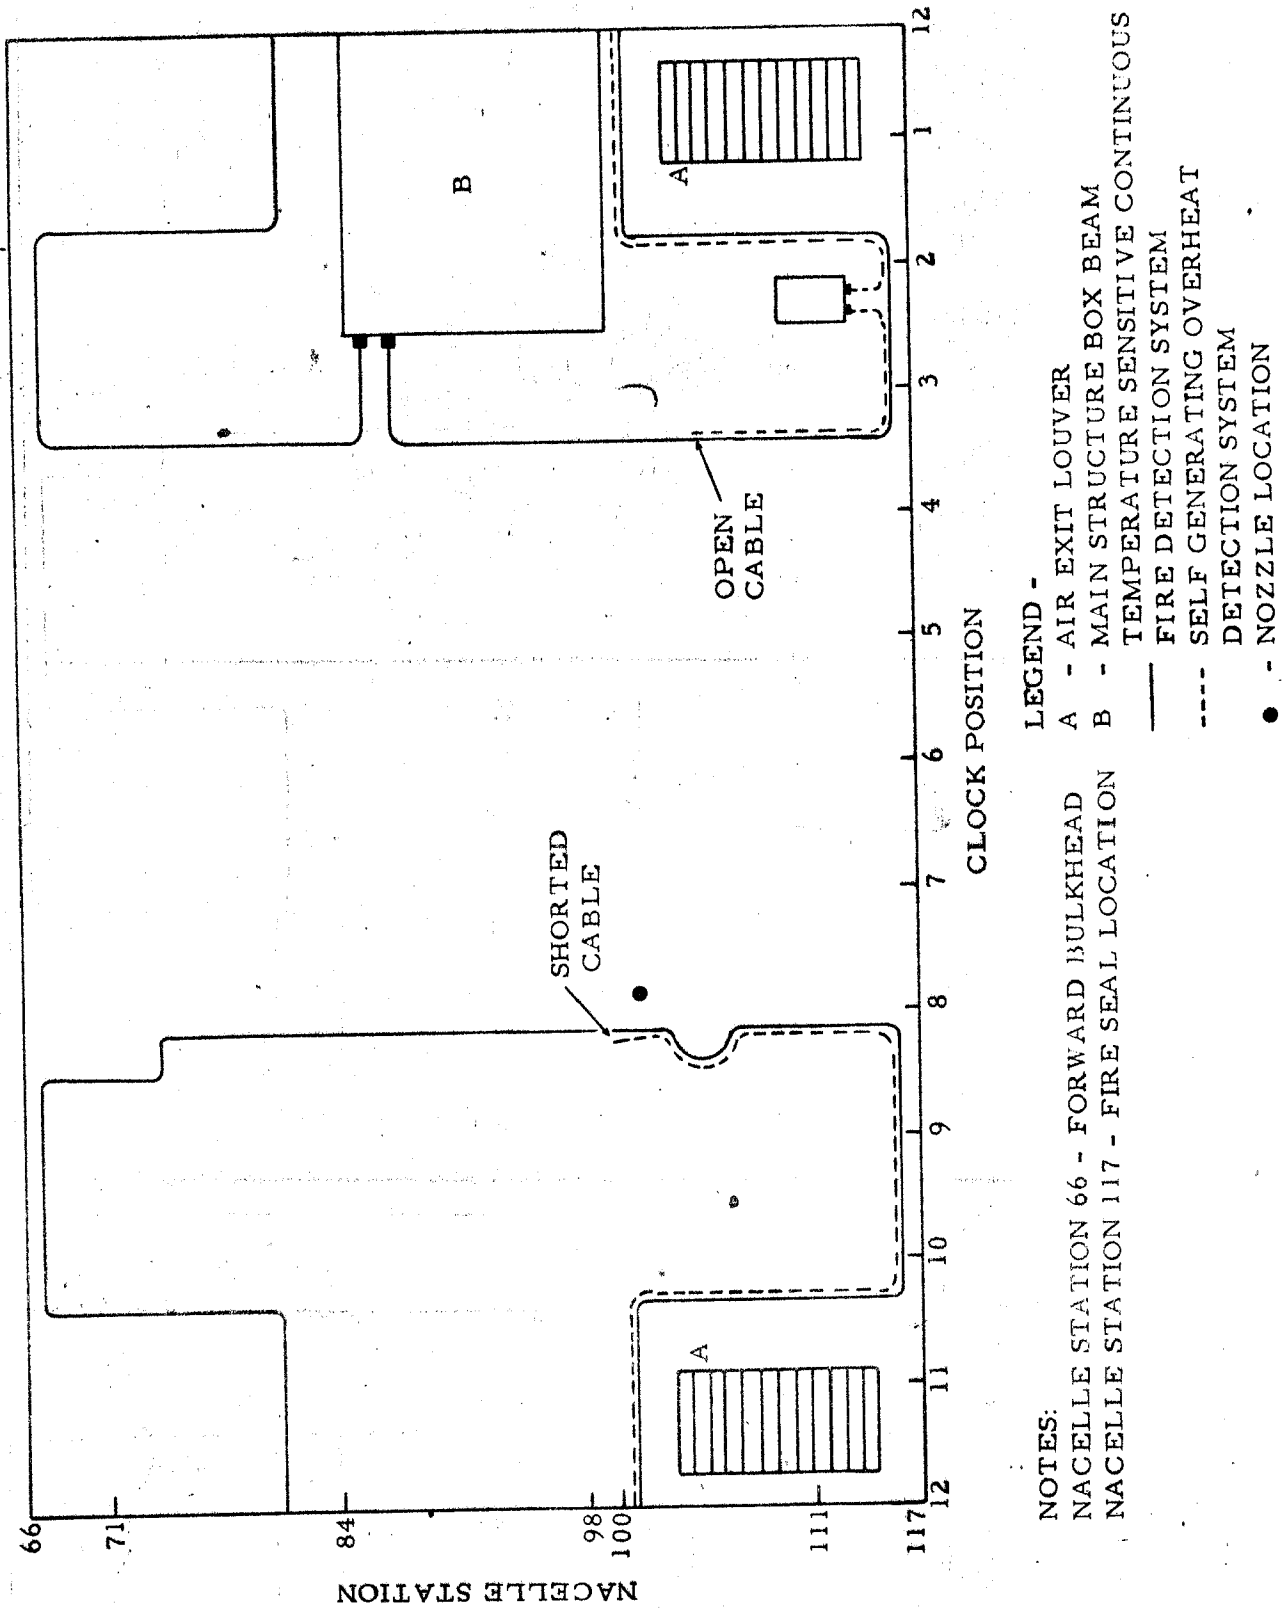 NACELLE STATION
66
71
84
98
100
111
117
12
11
10
9
8
7
6
5
4
3
2
1
12
CLOCK POSITION
A
SHORTED
CABLE
OPEN
CABLE
B
A
NOTES:
NACELLE STATION 66 - FORWARD BULKHEAD
NACELLE STATION 117 - FIRE SEAL LOCATION
LEGEND -
A - AIR EXIT LOUVER
B - MAIN STRUCTURE BOX BEAM
TEMPERATURE SENSITIVE CONTINUOUS
FIRE DETECTION SYSTEM
---- SELF GENERATING OVERHEAT
DETECTION SYSTEM
● - NOZZLE LOCATION